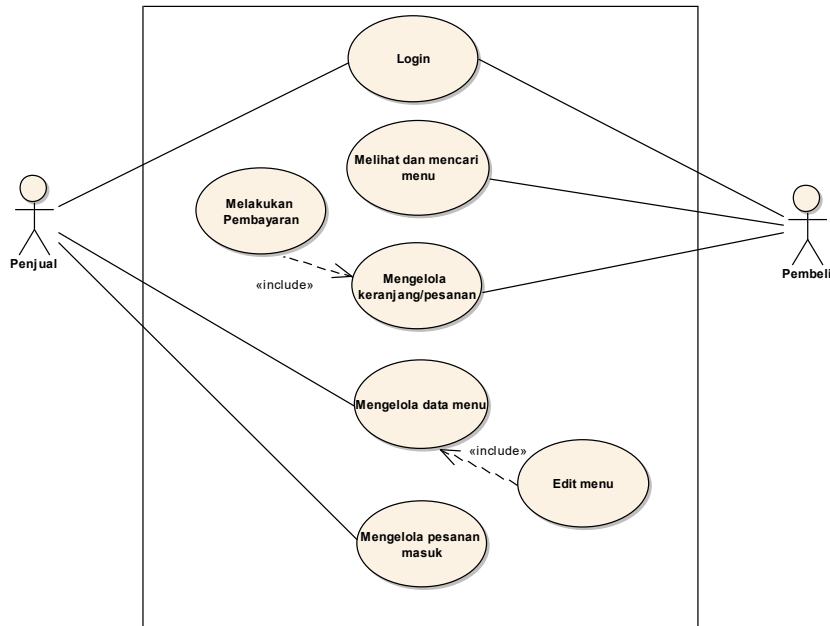 Login
Melihat dan mencari
menu
Melakukan
Pembayaran
Penjual
Pembeli
«include»
Mengelola
keranjang/pesanan
Mengelola data menu
«include»
Edit menu
Mengelola pesanan
masuk